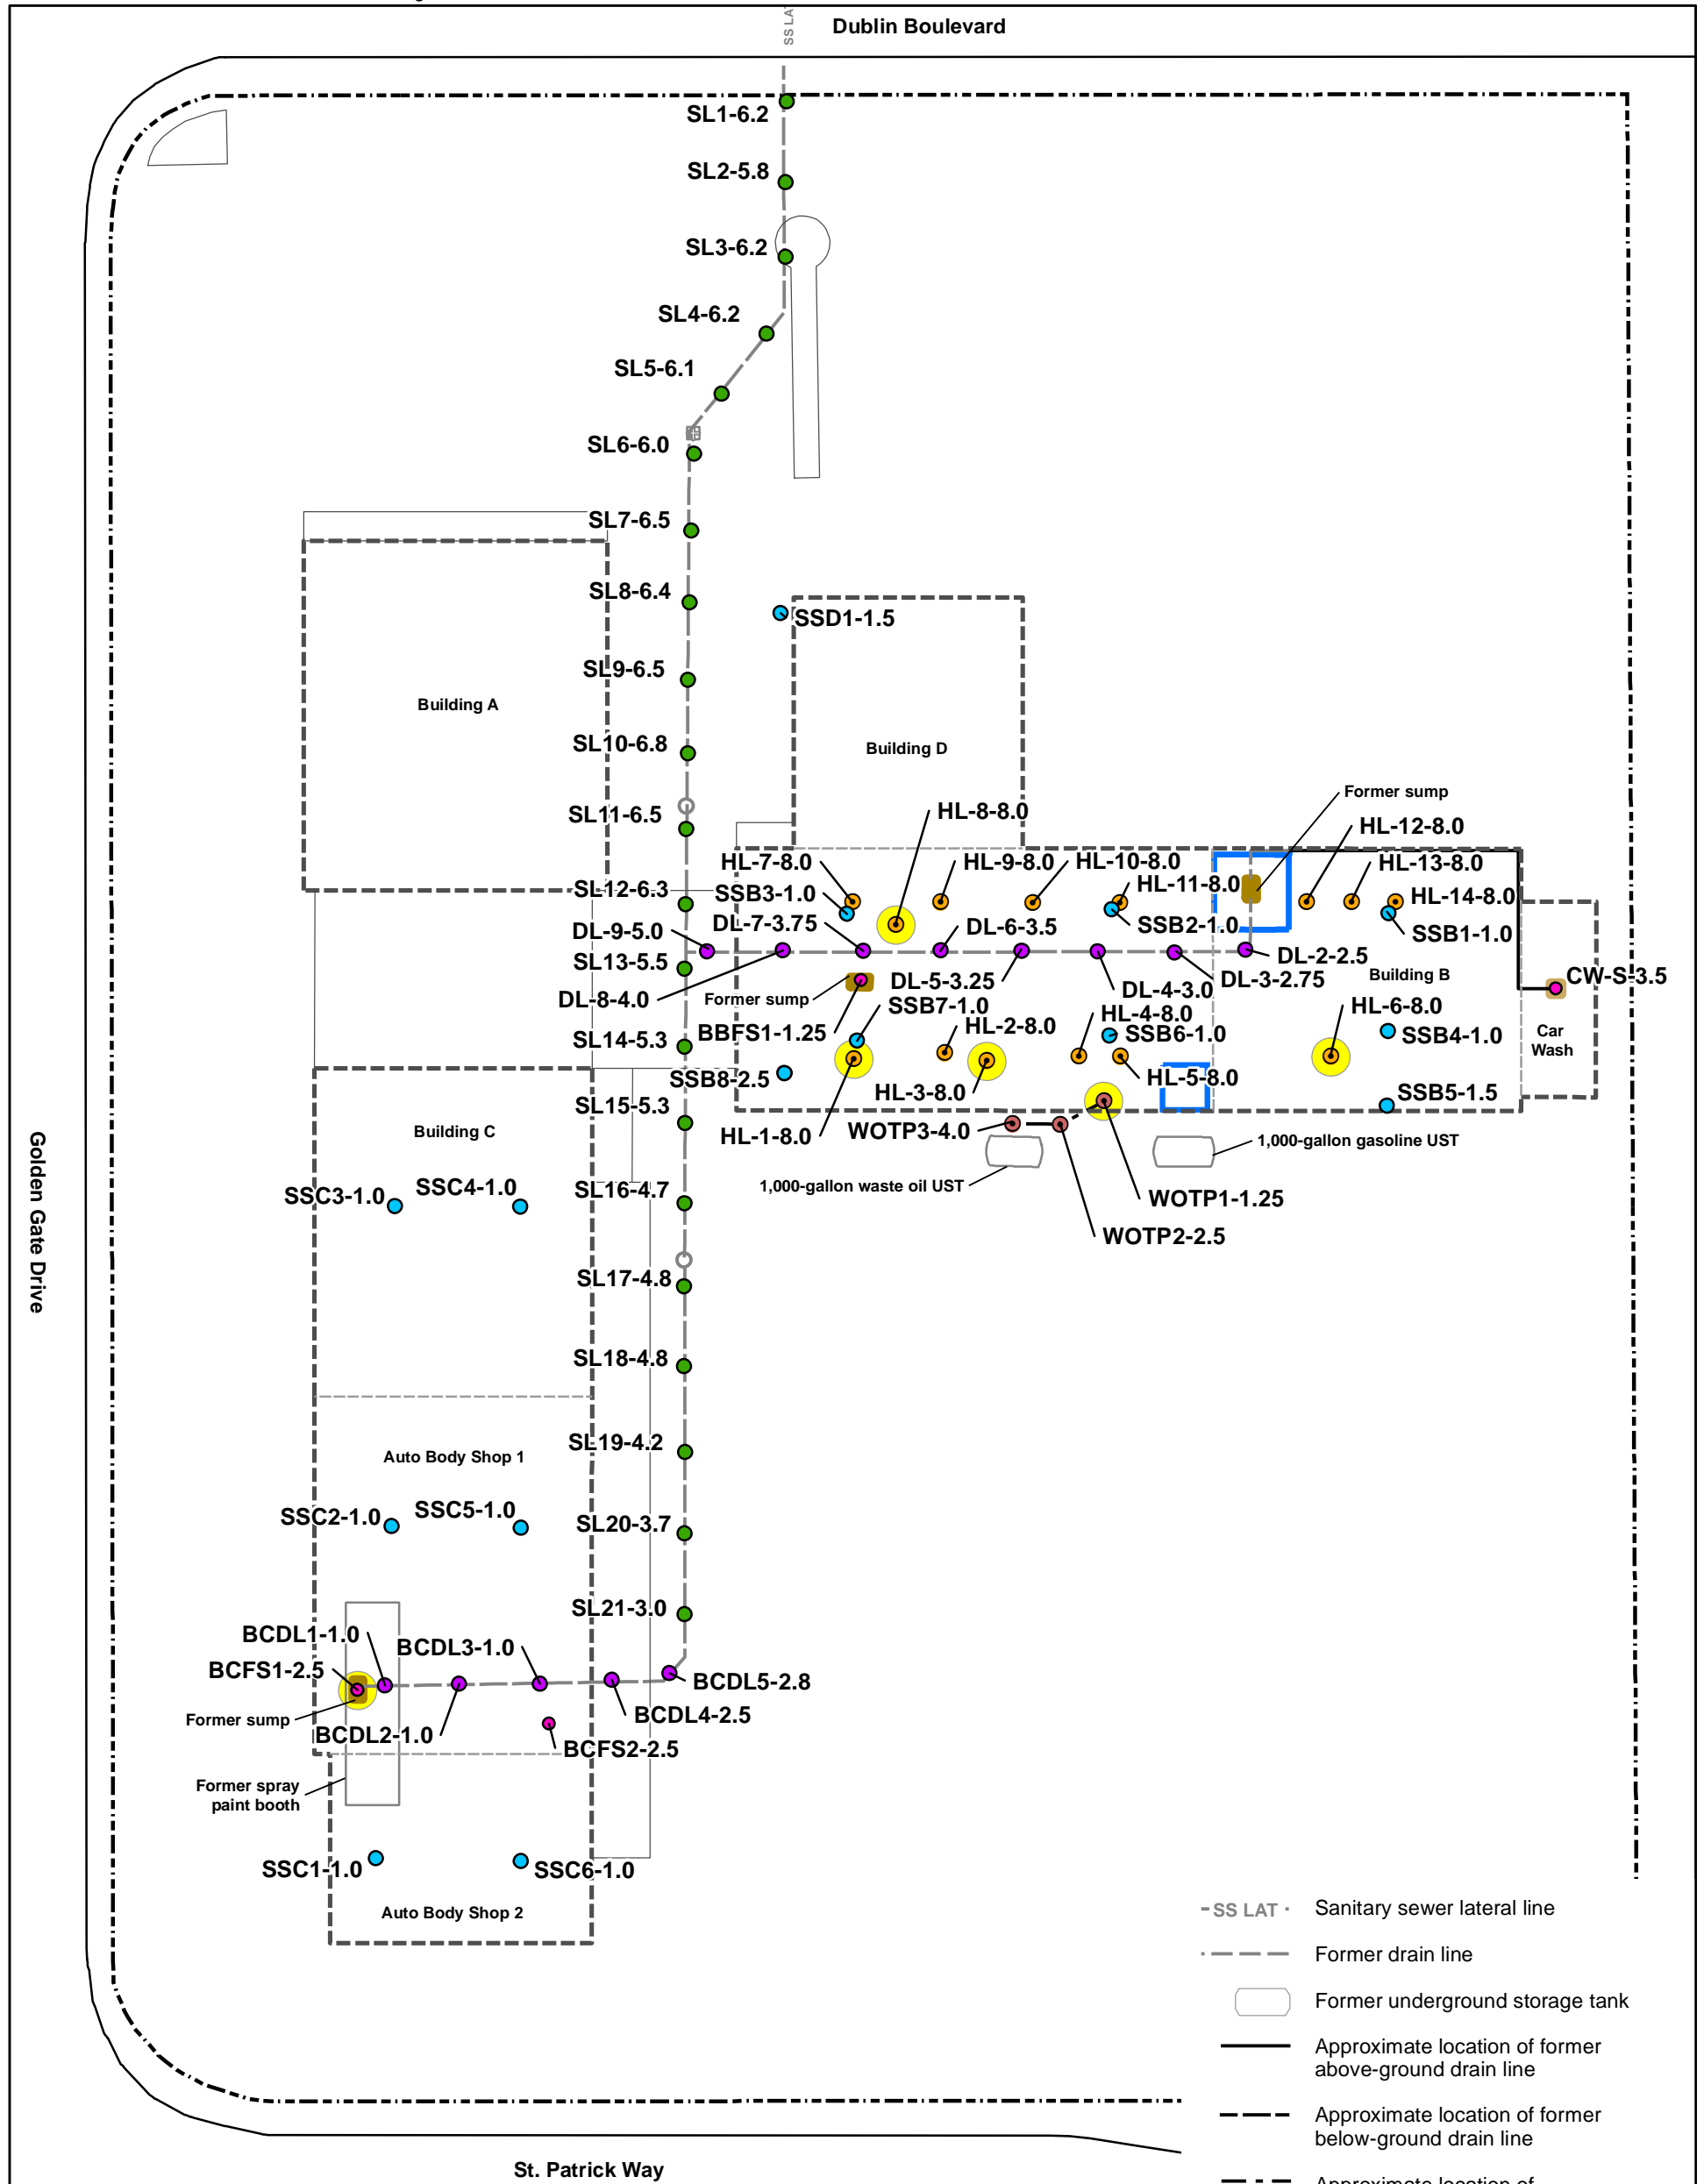 SS LAT
Dublin Boulevard
SL1-6.2
SL2-5.8
SL3-6.2
SL4-6.2
SL5-6.1
SL6-6.0
SL7-6.5
SL8-6.4
SSD1-1.5
SL9-6.5
Building A
SL10-6.8
Building D
Former sump
SL11-6.5
HL-8-8.0
HL-12-8.0
HL-7-8.0
HL-9-8.0
HL-10-8.0
HL-13-8.0
SL12-6.3
SSB3-1.0
HL-11-8.0
HL-14-8.0
DL-9-5.0
DL-7-3.75
DL-6-3.5
SSB2-1.0
SSB1-1.0
SL13-5.5
DL-2-2.5
DL-8-4.0
Former sump
DL-5-3.25
DL-4-3.0
DL-3-2.75
Building B
CW-S-3.5
SSB7-1.0
HL-4-8.0
HL-6-8.0
SL14-5.3
BBFS1-1.25
HL-2-8.0
SSB6-1.0
SSB4-1.0
Car
Wash
SSB8-2.5
HL-3-8.0
HL-5-8.0
SSB5-1.5
SL15-5.3
Building C
HL-1-8.0
WOTP3-4.0
1,000-gallon gasoline UST
Golden Gate Drive
SSC3-1.0
SSC4-1.0
SL16-4.7
1,000-gallon waste oil UST
WOTP1-1.25
WOTP2-2.5
SL17-4.8
SL18-4.8
Auto Body Shop 1
SL19-4.2
SSC2-1.0
SSC5-1.0
SL20-3.7
SL21-3.0
BCDL1-1.0
BCDL3-1.0
BCFS1-2.5
BCDL5-2.8
Former sump
BCDL2-1.0
BCDL4-2.5
BCFS2-2.5
Former spray
paint booth
SSC1-1.0
SSC6-1.0
Auto Body Shop 2
SS LAT
Sanitary sewer lateral line
Former drain line
Former underground storage tank
Approximate location of former
above-ground drain line
Approximate location of former
below-ground drain line
Approximate location of
St. Patrick Way